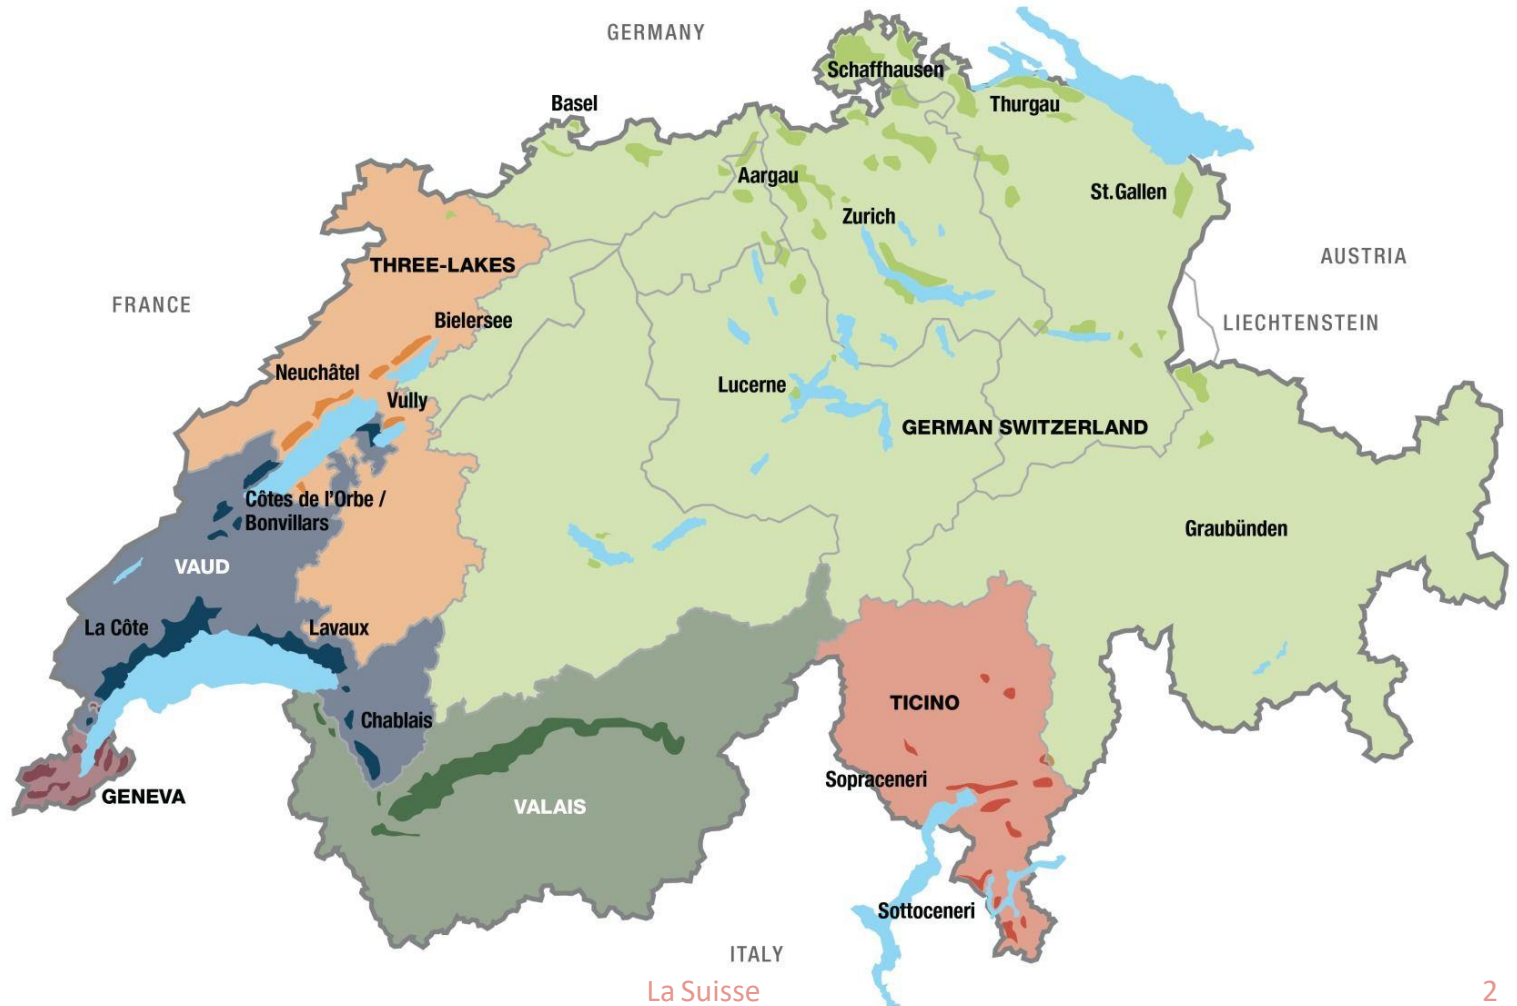 GERMANY
Schaffhausen
Basel
Thurgau
Aargau
St.Gallen
Zurich
AUSTRIA
THREE-LAKES
FRANCE
Bielersee
LIECHTENSTEIN
Neuchâtel
Lucerne
Vully
GERMAN SWITZERLAND
Côtes de l'Orbe /
Bonvillars
Graubünden
VAUD
La Côte
Lavaux
TICINO
Chablais
Sopraceneri
GENEVA
VALAIS
Sottoceneri
ITALY
La Suisse
2